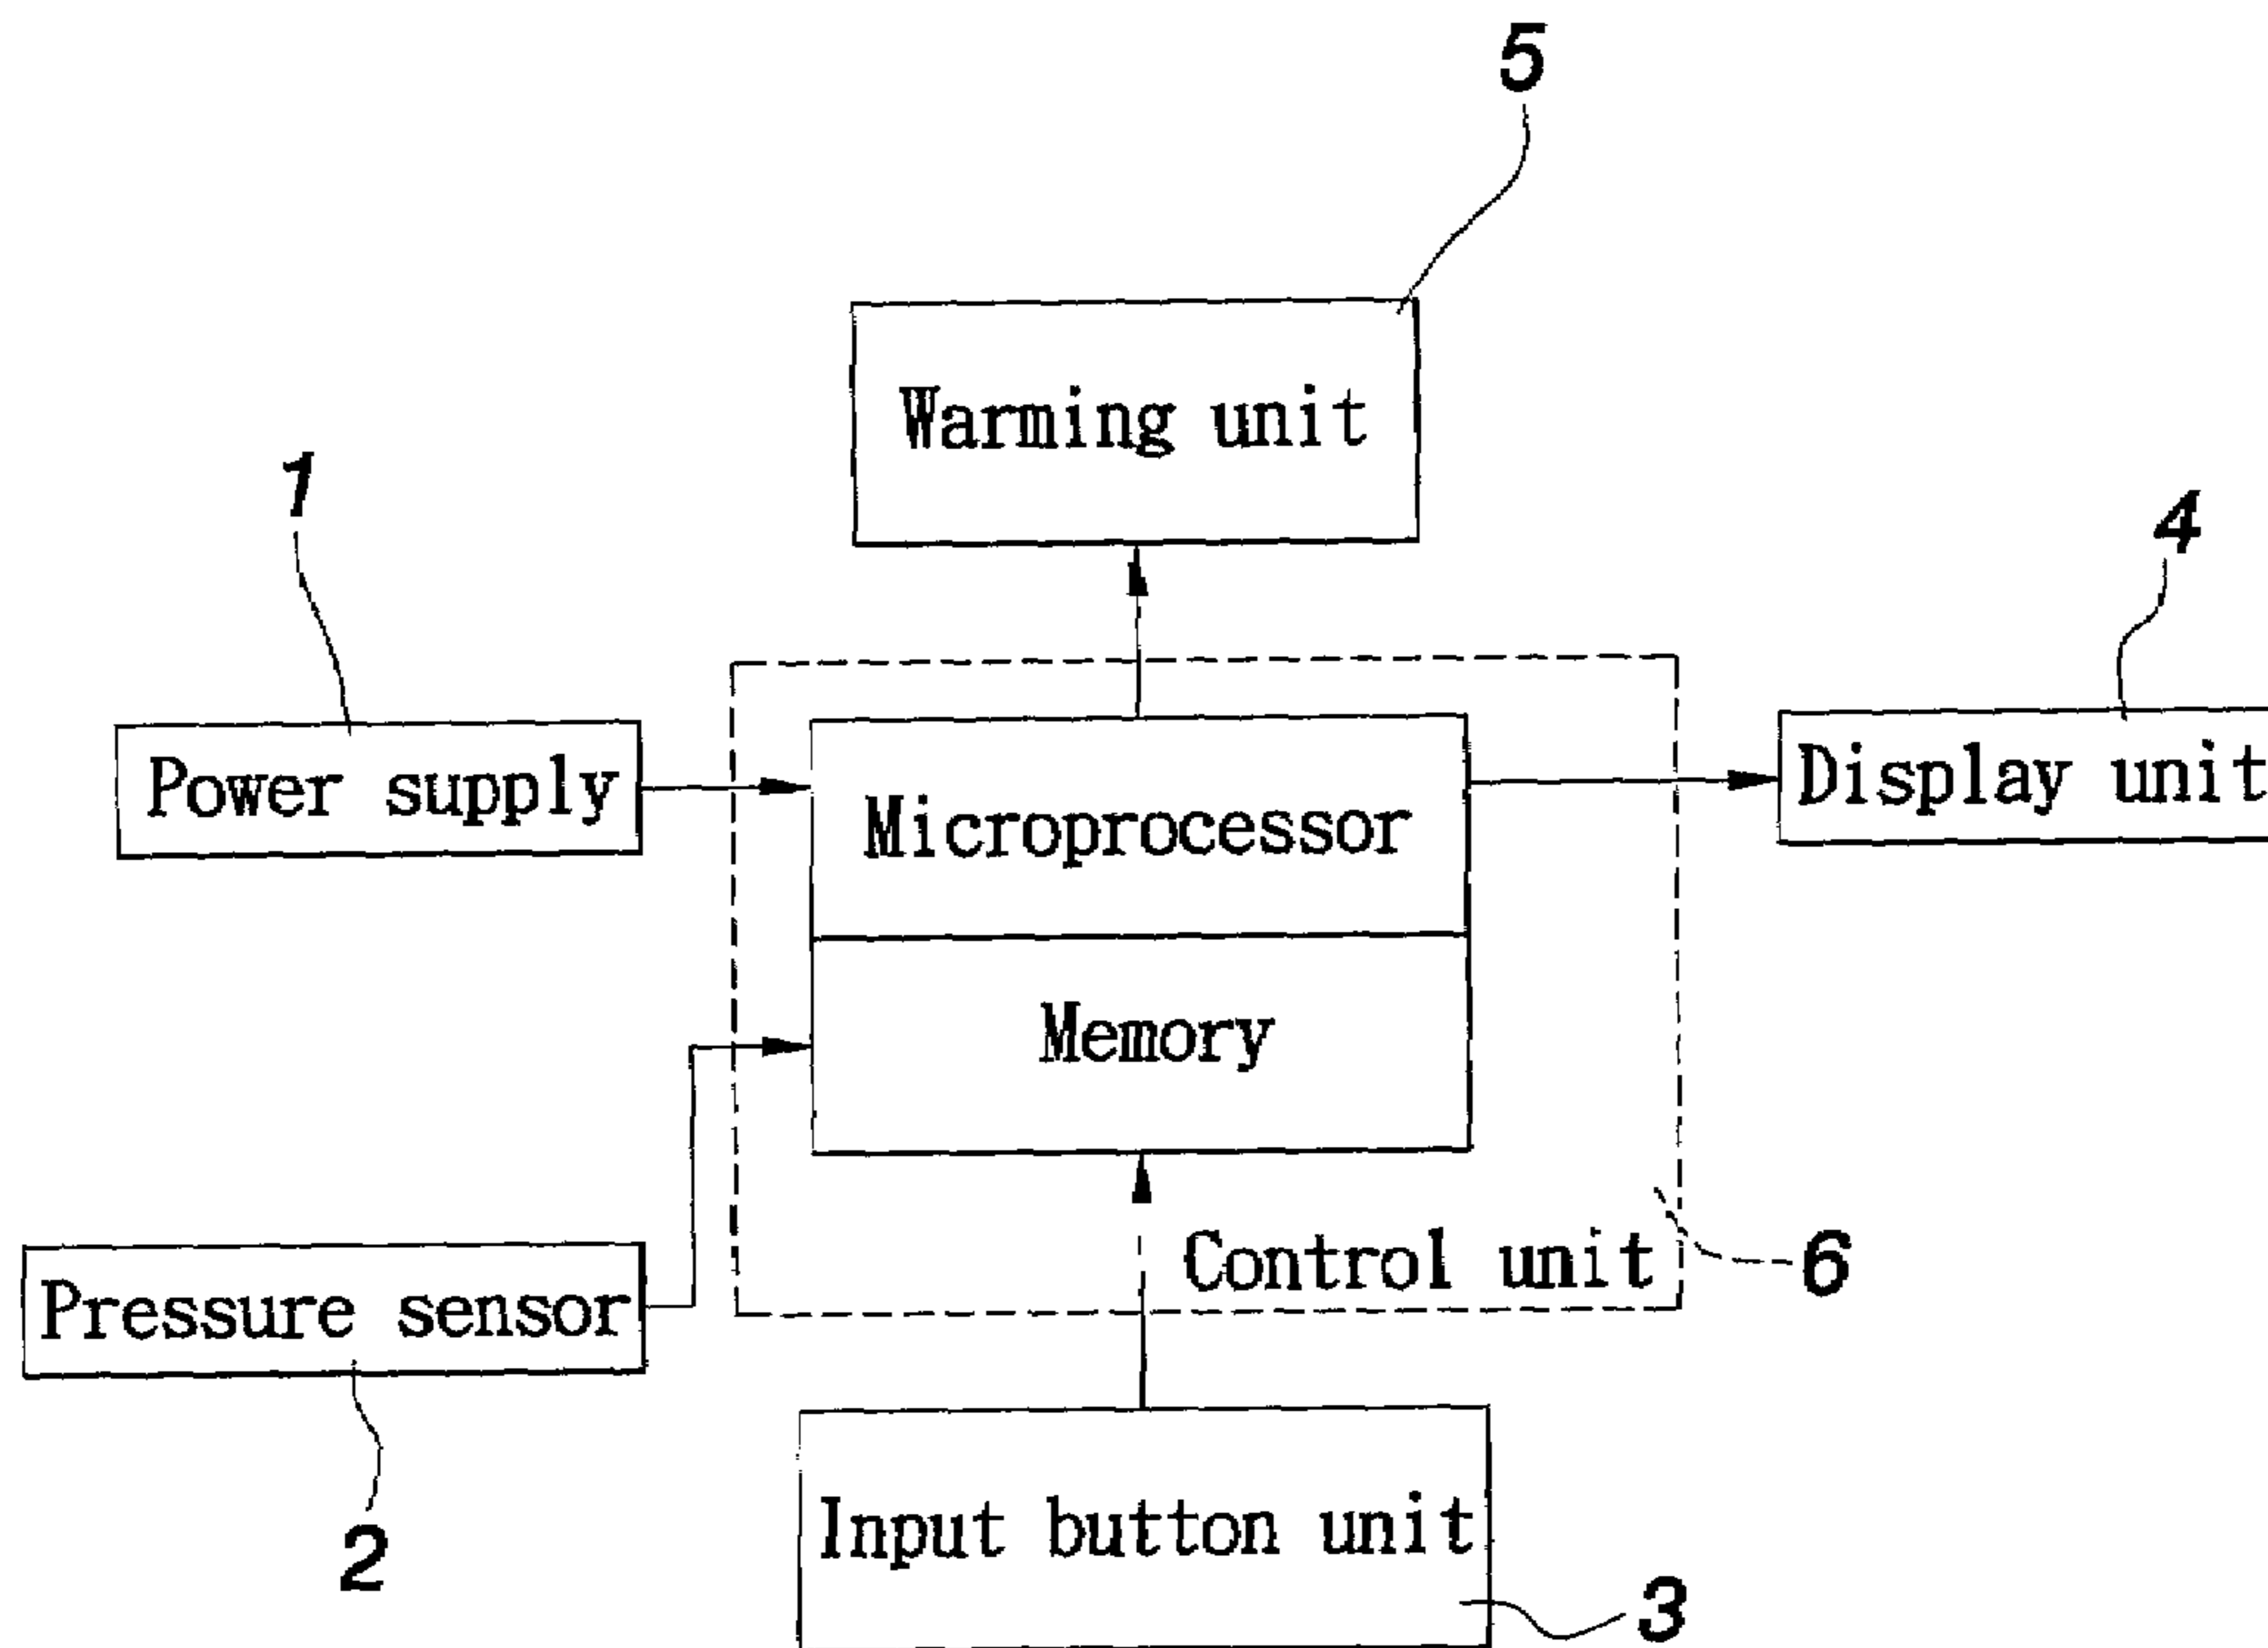 5
Warming unit
1
4
Power supply
Display unit
Microprocessor
Memory
Control unit
6
Pressure sensor
2
Input button unit
3